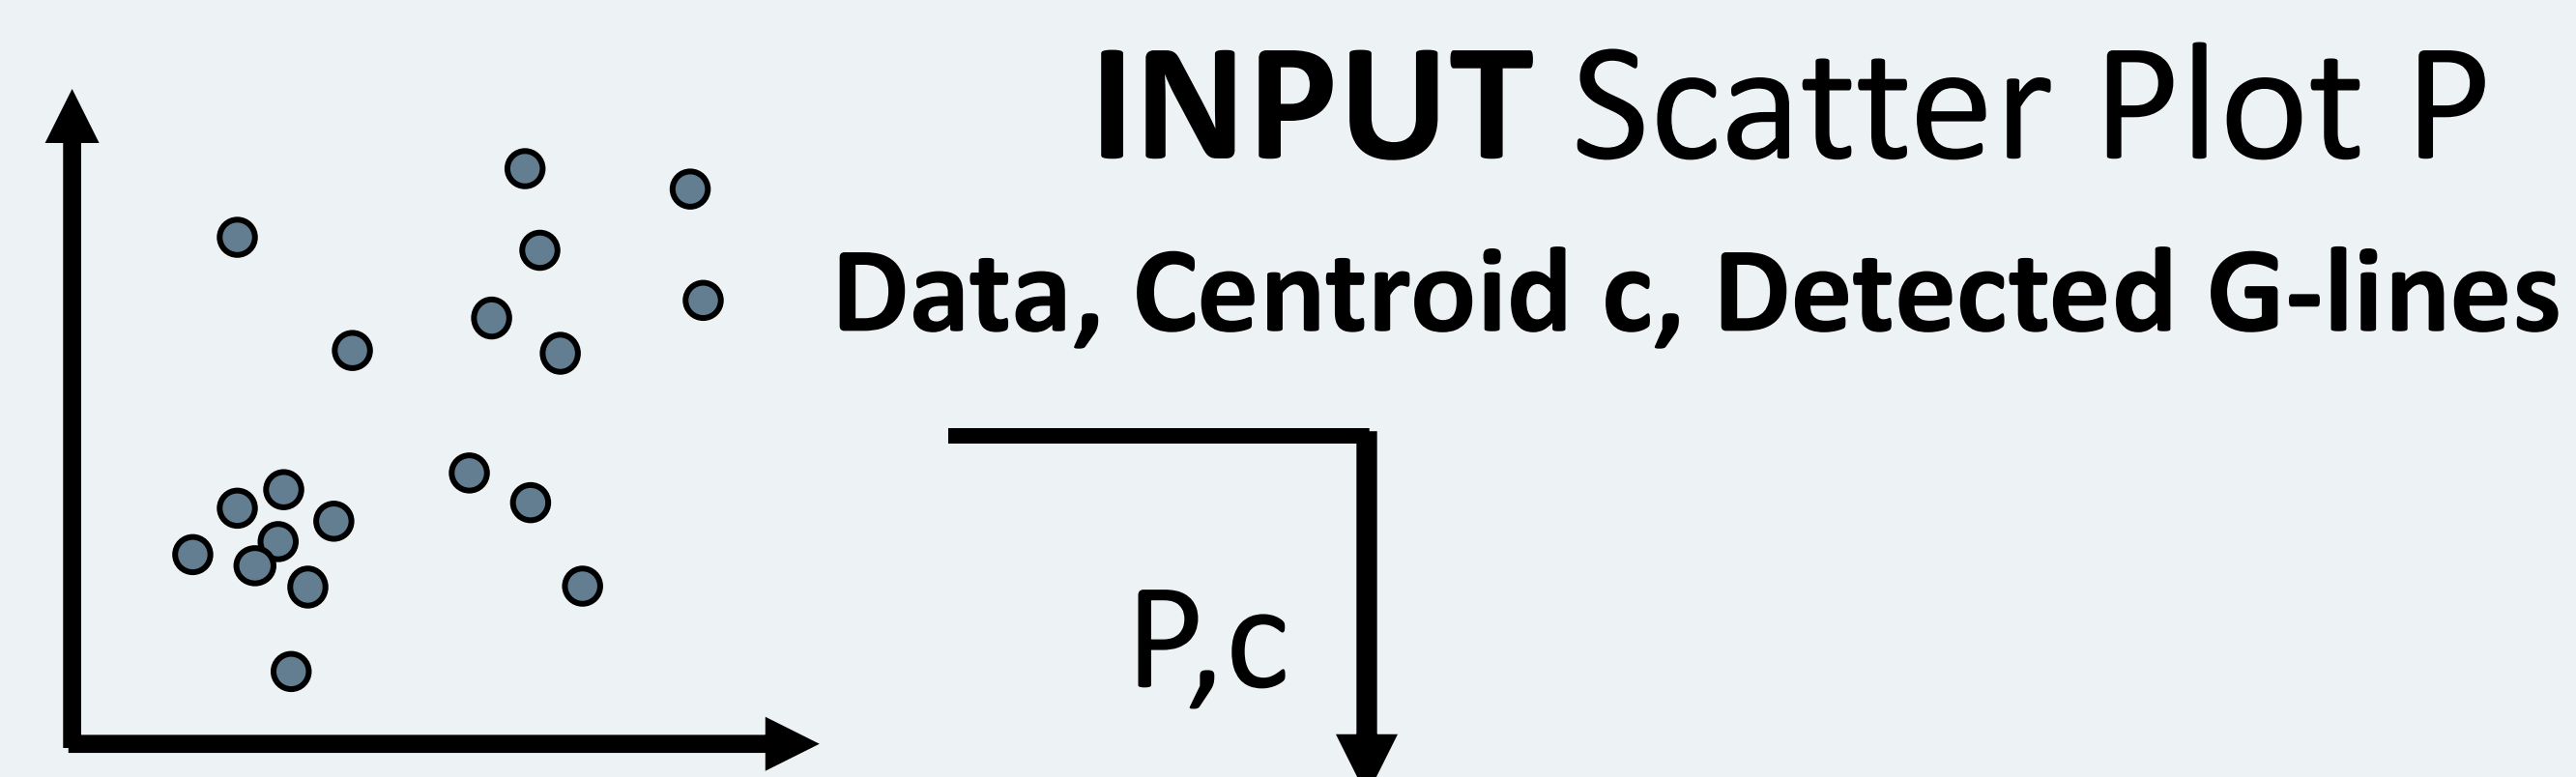 INPUT Scatter Plot P
Data, Centroid c, Detected G-lines
P,c